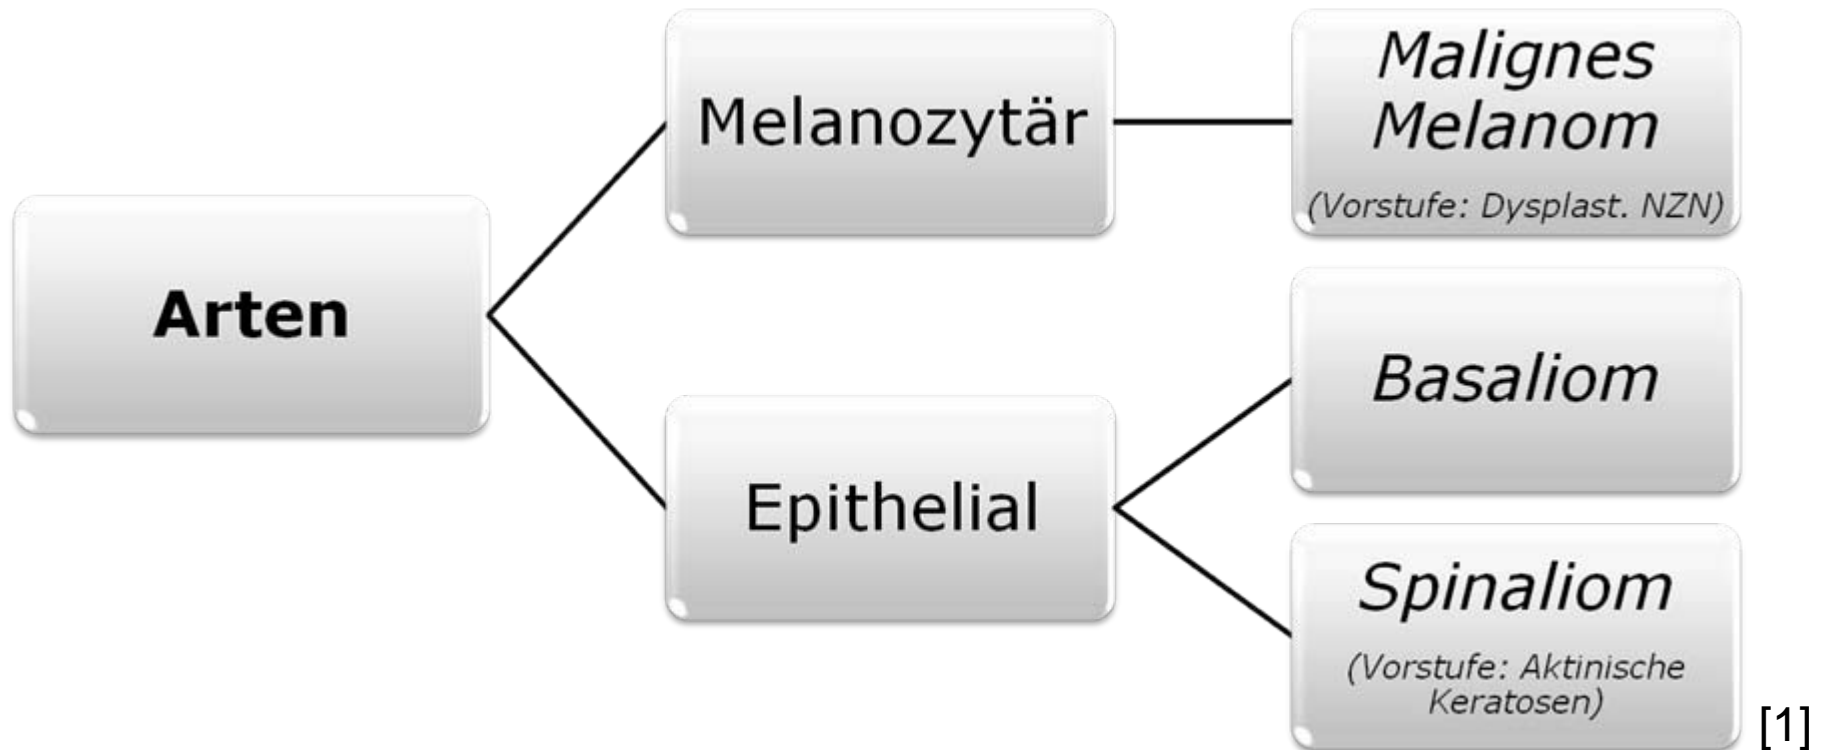 Arten
Melanozytär
Malignes
Melanom
(Vorstufe: Dysplast. NZN)
Epithelial
Basaliom
Spinaliom
(Vorstufe: Aktinische
Keratosen)
[1]